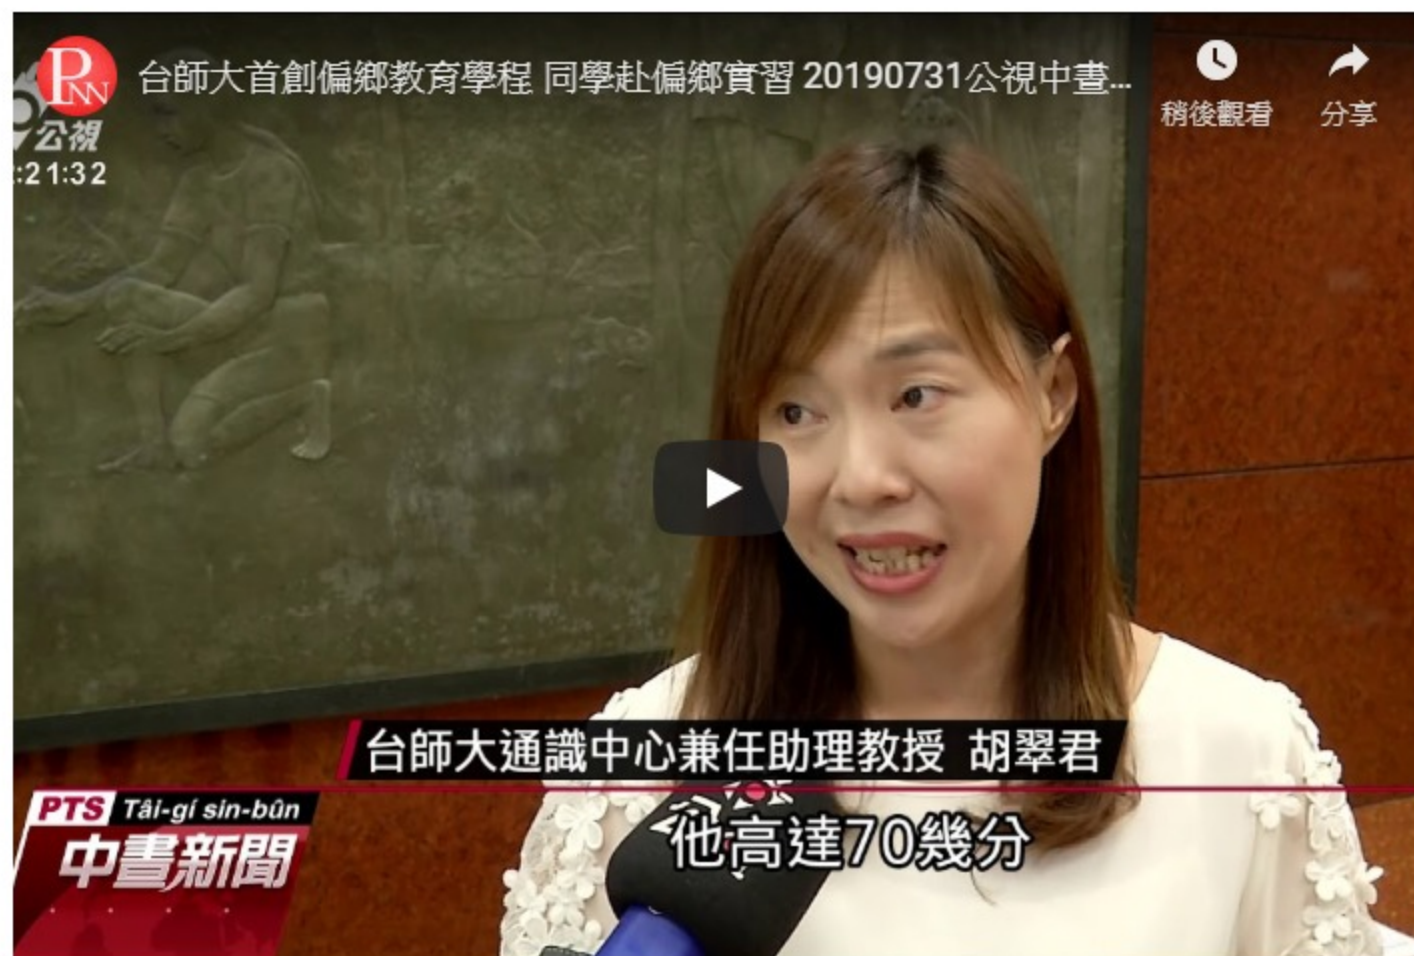 PNN
台師大首創偏鄉教育學程 同學赴偏鄉實習 20190731公視中晝...
稍後觀看
分享
公視
:21:32
台師大通識中心兼任助理教授 胡翠君
PTS Tâi-gí sin-bûn
中晝新聞
他高達70幾分